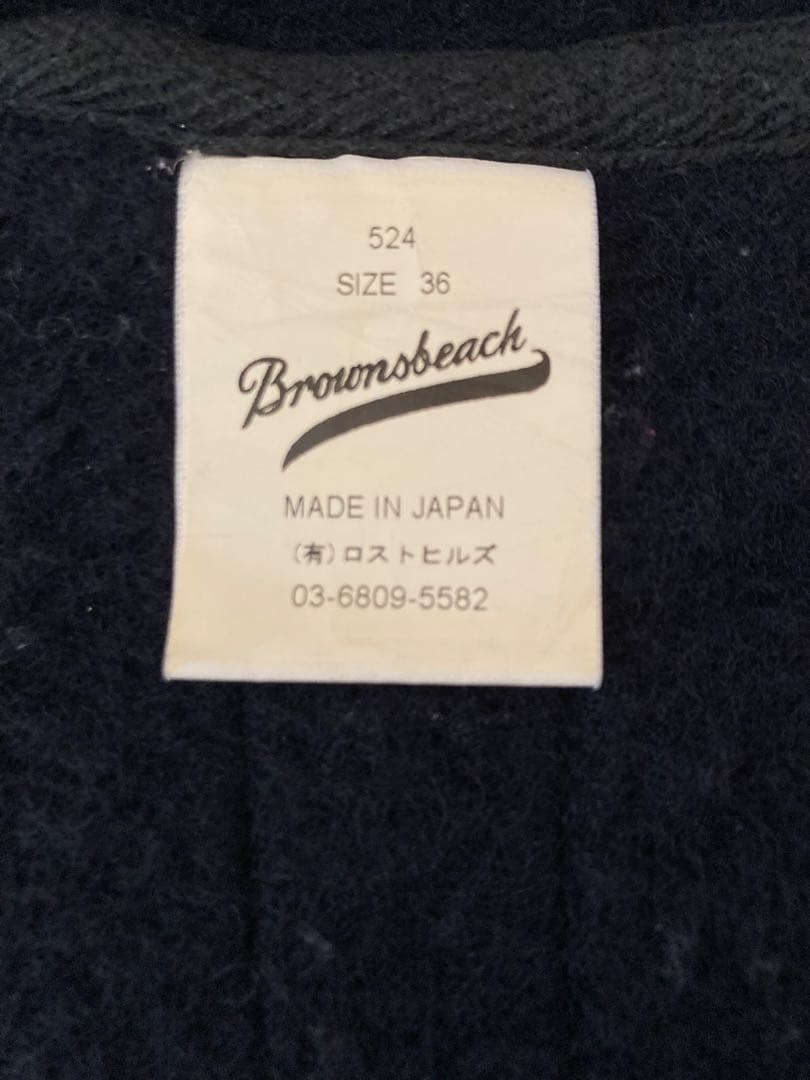 524
SIZE 36
Brownsbeach
MADE IN JAPAN
(有)ロストヒルズ
03-6809-5582